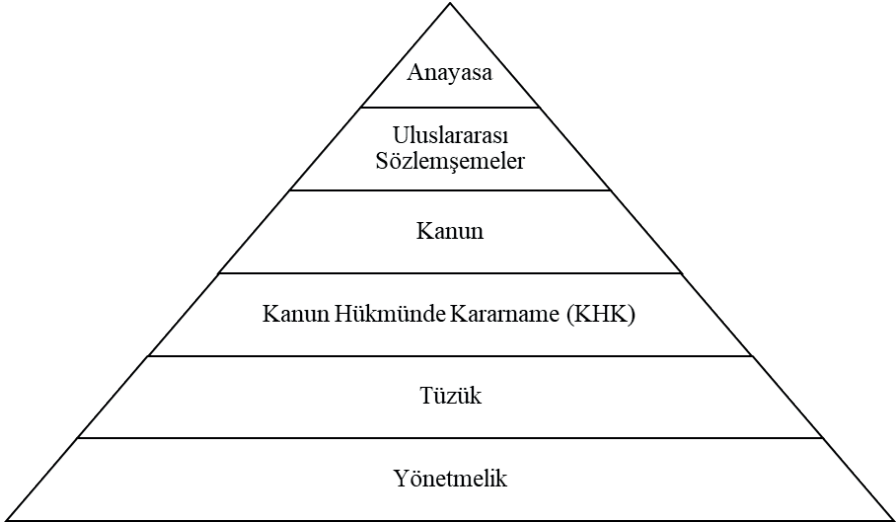 Anayasa
Uluslararası
Sözlemşemeler
Kanun
Kanun Hükmünde Kararname (KHK)
Tüzük
Yönetmelik